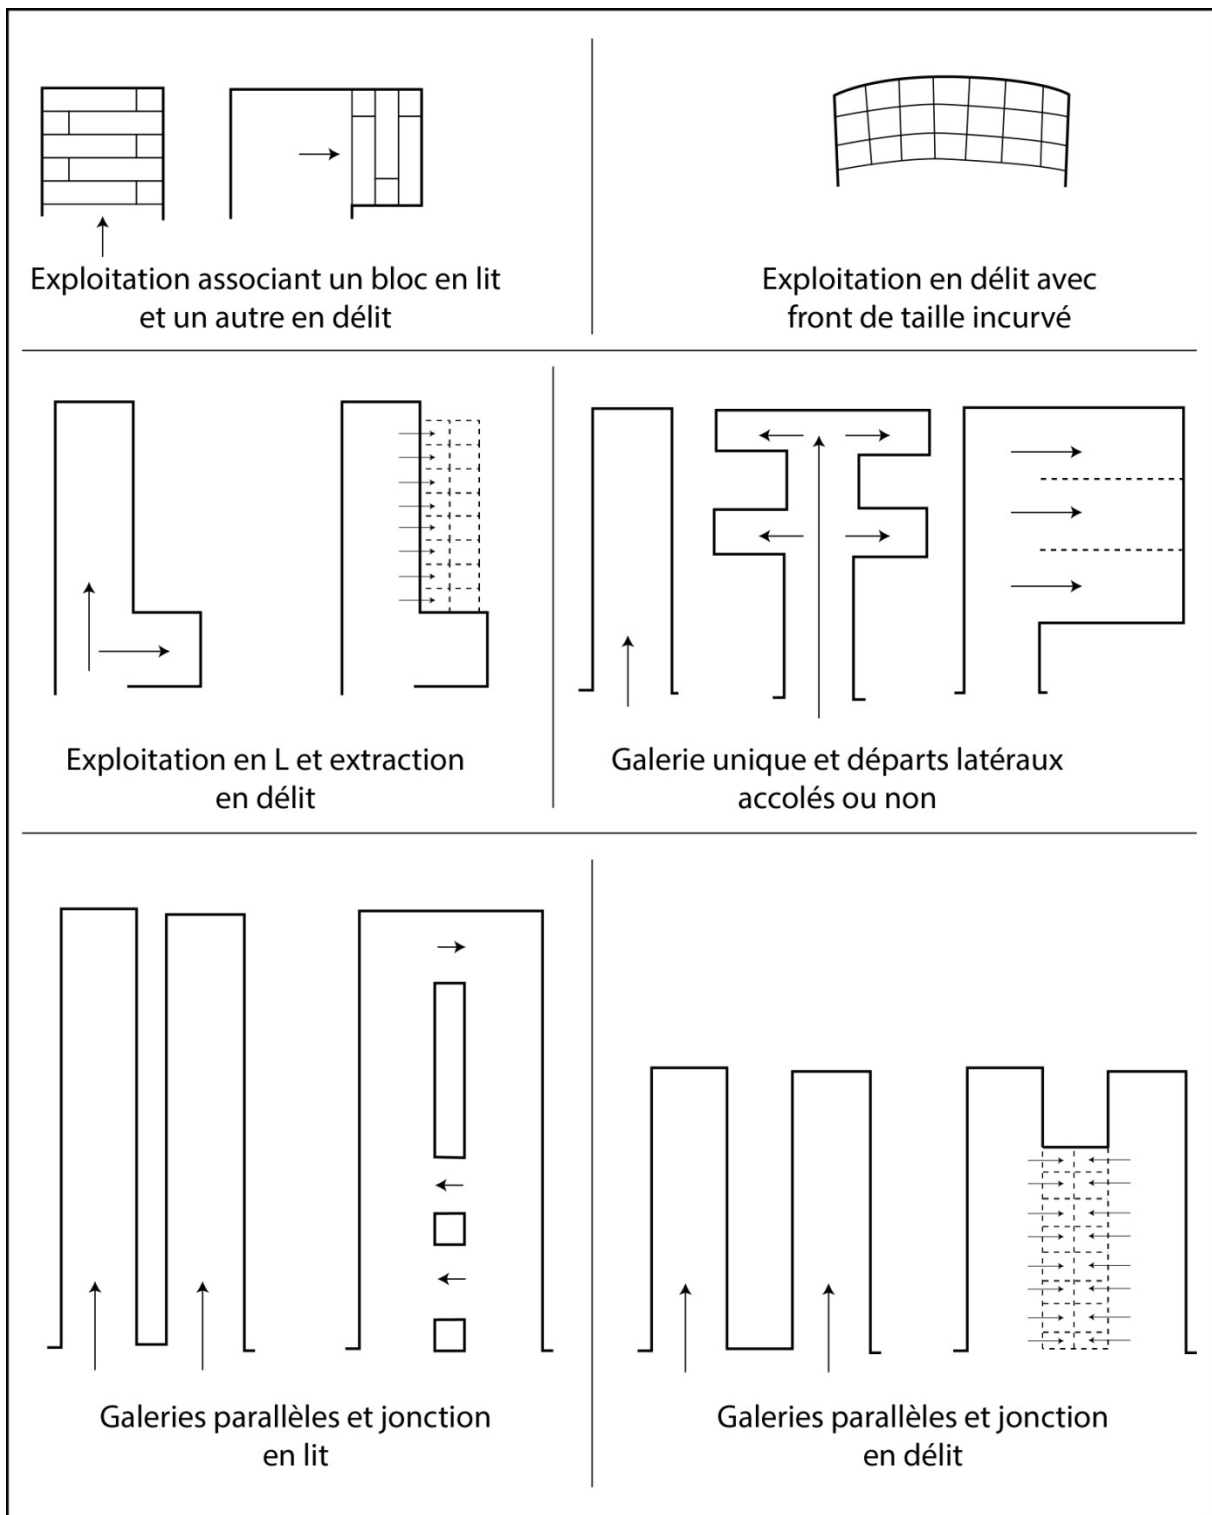 Exploitation associant un bloc en lit
et un autre en délit
Exploitation en délit avec
front de taille incurvé
Exploitation en L et extraction
en délit
Galerie unique et départs latéraux
accolés ou non
Galeries parallèles et jonction
en lit
Galeries parallèles et jonction
en délit